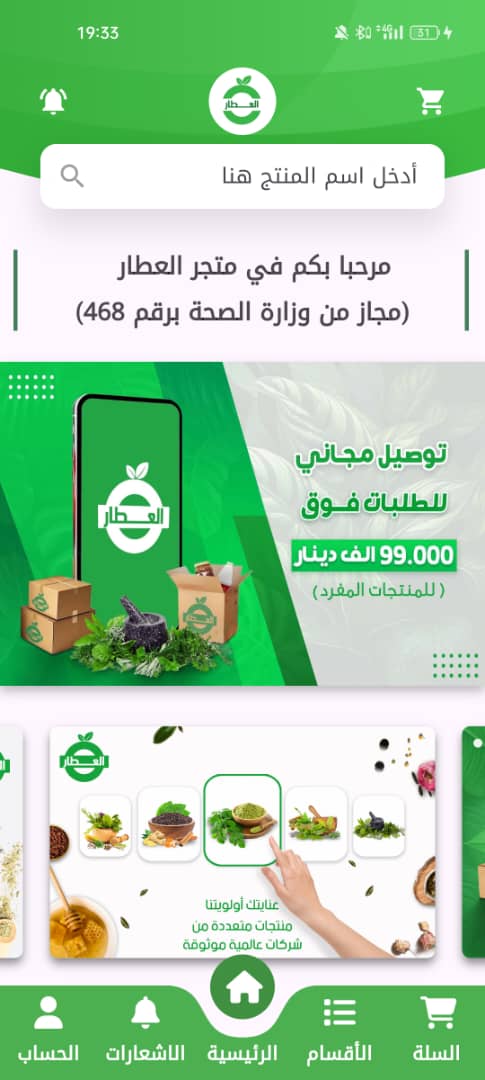 19:33
4G
31
العطار
أدخل اسم المنتج هنا
مرحبا بكم في متجر العطار
(مجاز من وزارة الصحة برقم 468)
توصيل مجاني
للطلبات فوق
99.000 الف دينار
( للمنتجات المفرد)
العطار
العطار
عنايتك أولويتنا
منتجات متعددة من
شركات عالمية موثوقة
السلة
الأقسام
الرئيسية
الاشعارات
الحساب